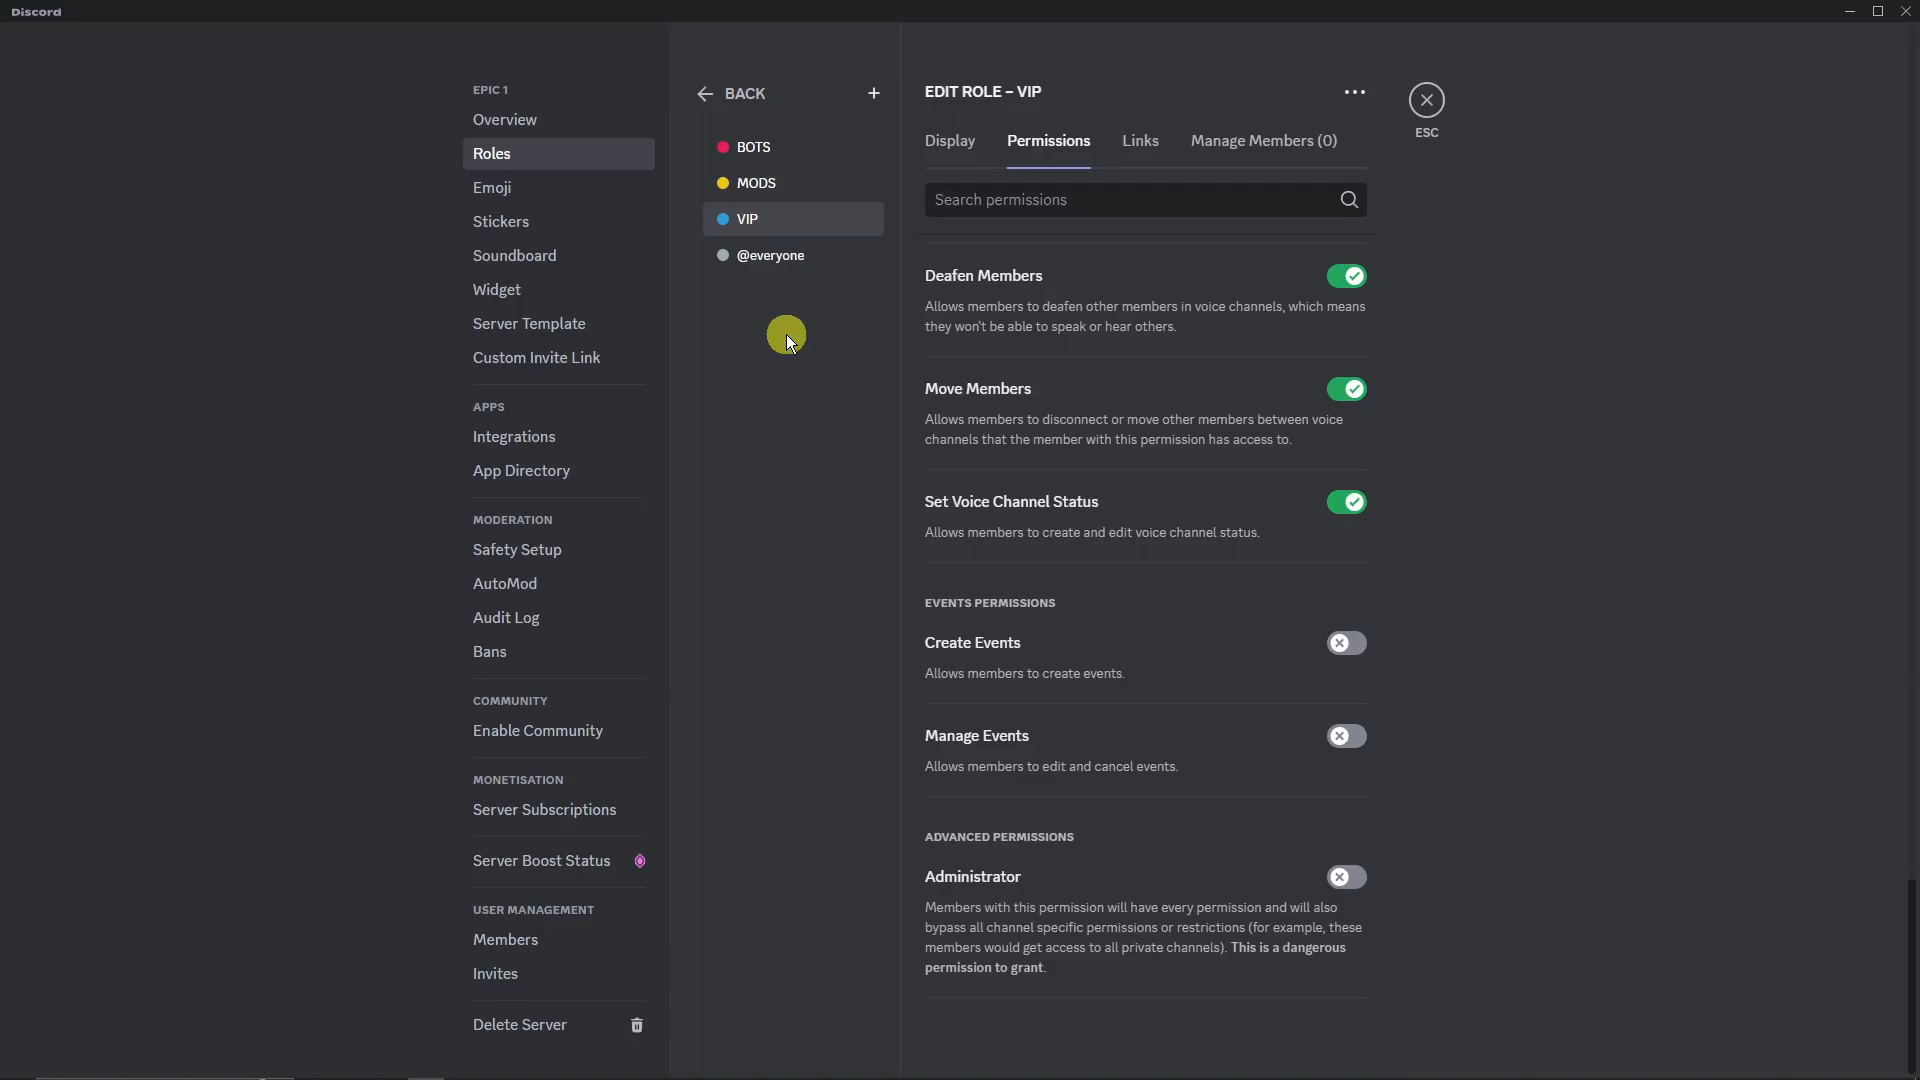 Discord
EPIC 1
Overview
Roles
Emoji
Stickers
Soundboard
Widget
Server Template
Custom Invite Link
APPS
Integrations
App Directory
MODERATION
Safety Setup
AutoMod
Audit Log
Bans
COMMUNITY
Enable Community
MONETISATION
Server Subscriptions
Server Boost Status
USER MANAGEMENT
Members
Invites
Delete Server
BACK
BOTS
MODS
VIP
@everyone
EDIT ROLE – VIP
Display Permissions Links Manage Members (0)
Search permissions
Deafen Members
Allows members to deafen other members in voice channels, which means
they won't be able to speak or hear others.
Move Members
Allows members to disconnect or move other members between voice
channels that the member with this permission has access to.
Set Voice Channel Status
Allows members to create and edit voice channel status.
EVENTS PERMISSIONS
Create Events
Allows members to create events.
Manage Events
Allows members to edit and cancel events.
ADVANCED PERMISSIONS
Administrator
Members with this permission will have every permission and will also
bypass all channel specific permissions or restrictions (for example, these
members would get access to all private channels). This is a dangerous
permission to grant.
ESC